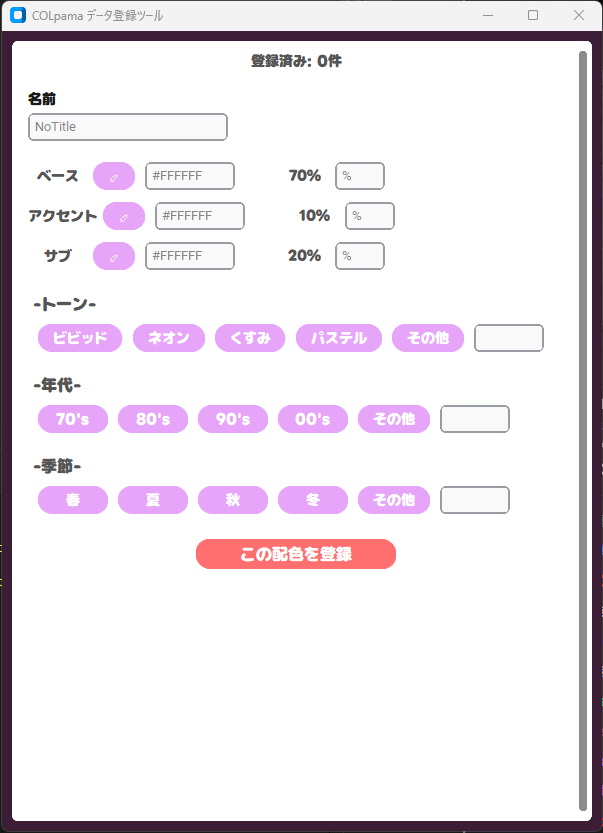 COLpama データ登録ツール
登録済み: 0件
名前
NoTitle
ベース #FFFFFF 70% %
アクセント #FFFFFF 10% %
サブ #FFFFFF 20% %
-トーン-
ビビッド ネオン くすみ パステル その他
-年代-
70's 80's 90's 00's その他
-季節-
春 夏 秋 冬 その他
この配色を登録